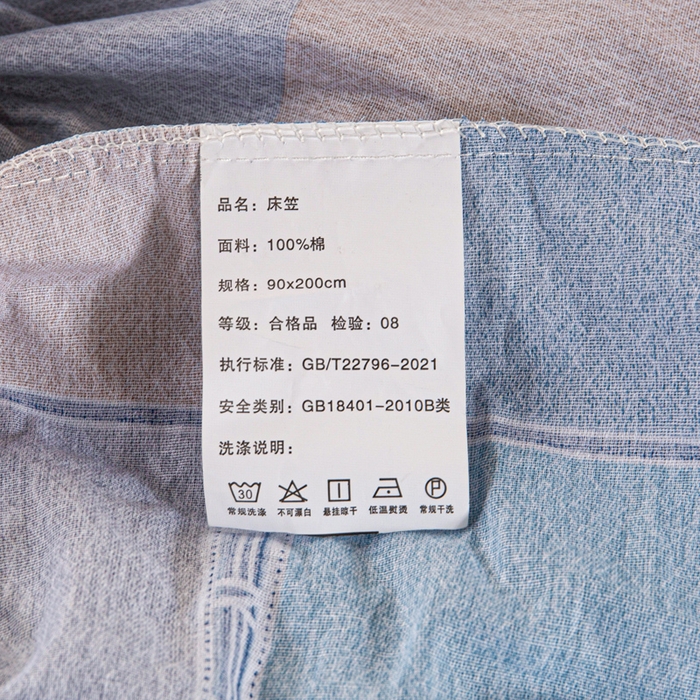 品名：床笠
面料：100%棉
规格：90x200cm
等级：合格品 检验：08
执行标准：GB/T22796-2021
安全类别：GB18401-2010B类
洗涤说明：
30 P
常规洗涤 不可漂白 悬挂晾干 低温熨烫 常规干洗